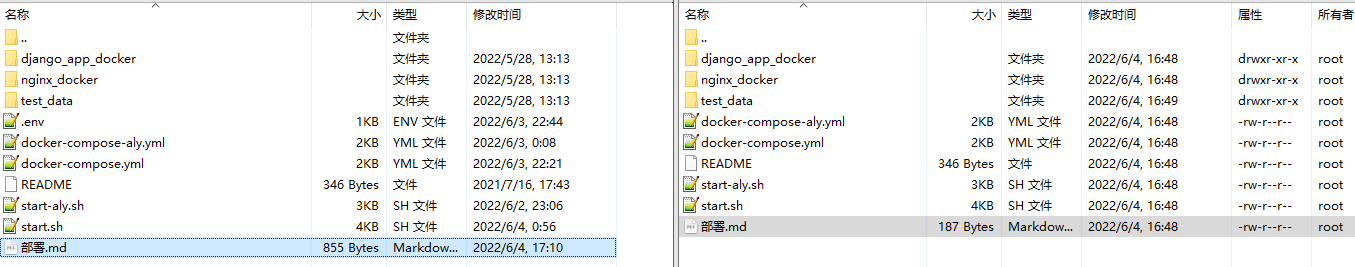 名称 大小 类型 修改时间
.. 文件夹
django_app_docker 文件夹 2022/5/28, 13:13
nginx_docker 文件夹 2022/5/28, 13:13
test_data 文件夹 2022/5/28, 13:13
.env 1KB ENV 文件 2022/6/3, 22:44
docker-compose-aly.yml 2KB YML 文件 2022/6/3, 0:08
docker-compose.yml 2KB YML 文件 2022/6/3, 22:21
README 346 Bytes 文件 2021/7/16, 17:43
start-aly.sh 3KB SH 文件 2022/6/2, 23:06
start.sh 4KB SH 文件 2022/6/4, 0:56
部署.md 855 Bytes Markdow... 2022/6/4, 17:10
名称 大小 类型 修改时间 属性 所有者
..
django_app_docker 文件夹 2022/6/4, 16:48 drwxr-xr-x root
nginx_docker 文件夹 2022/6/4, 16:48 drwxr-xr-x root
test_data 文件夹 2022/6/4, 16:49 drwxr-xr-x root
docker-compose-aly.yml 2KB YML 文件 2022/6/4, 16:48 -rw-r--r-- root
docker-compose.yml 2KB YML 文件 2022/6/4, 16:48 -rw-r--r-- root
README 346 Bytes 文件 2022/6/4, 16:48 -rw-r--r-- root
start-aly.sh 3KB SH 文件 2022/6/4, 16:48 -rw-r--r-- root
start.sh 4KB SH 文件 2022/6/4, 16:48 -rw-r--r-- root
部署.md 187 Bytes Markdow... 2022/6/4, 16:48 -rw-r--r-- root